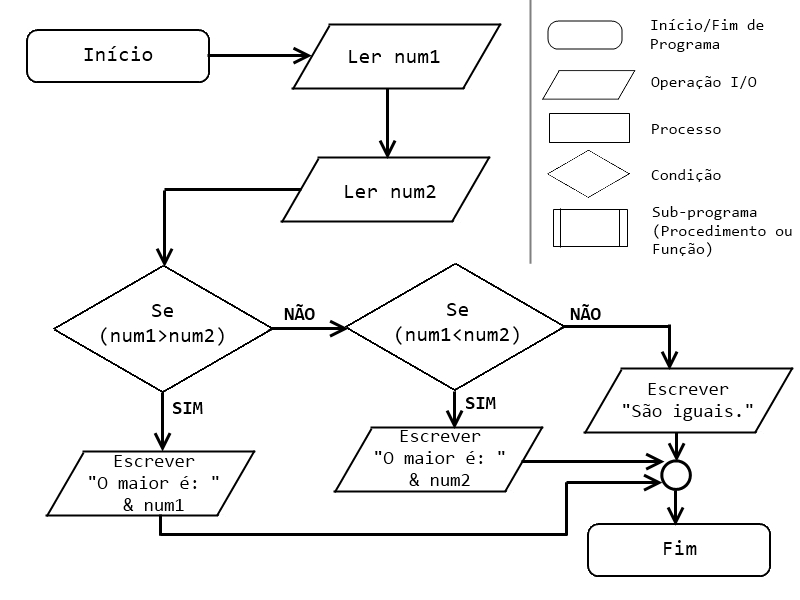 Início
Ler num1
Ler num2
Início/Fim de
Programa
Operação I/O
Processo
Condição
Sub-programa
(Procedimento ou
Função)
Se
(num1>num2)
NÃO
Se
(num1<num2)
NÃO
SIM
SIM
Escrever
"São iguais."
Escrever
"O maior é: "
& num2
Escrever
"O maior é: "
& num1
Fim